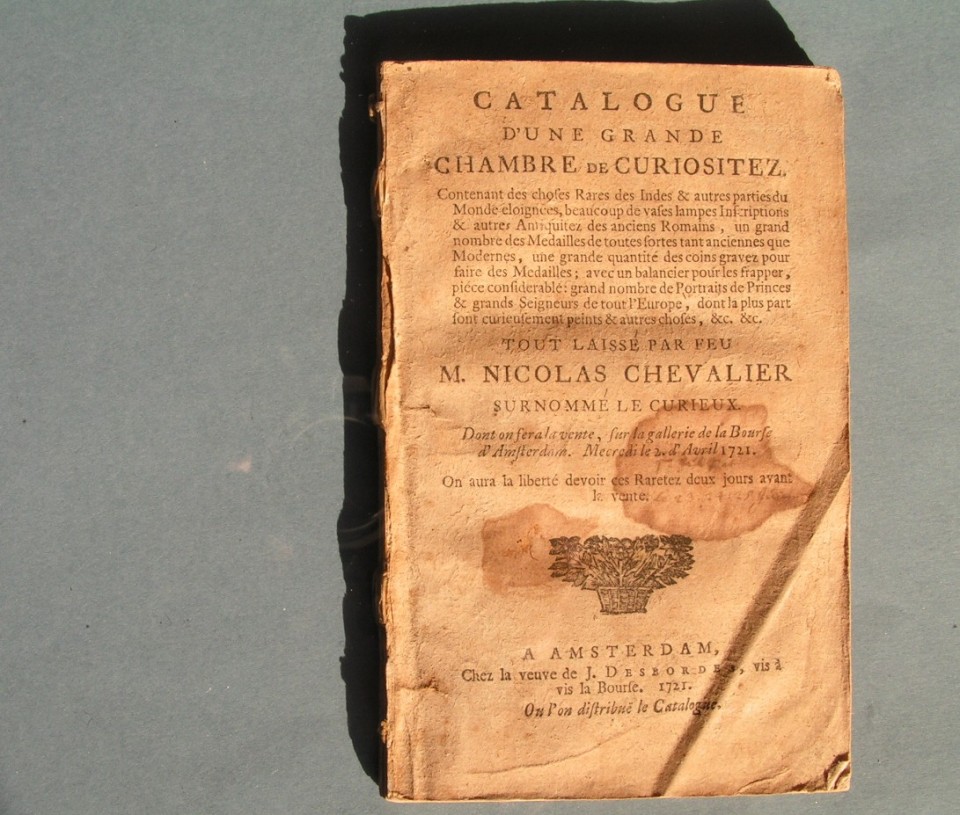 CATALOGUE
D'UNE GRANDE
CHAMBRE DE CURIOSITEZ.
Contenant des choſes Rares des Indes & autres parties du
Monde eloignées, beaucoup de vaſes lampes Inſcriptions
& autres Antiquitez des anciens Romains, un grand
nombre des Medailles de toutes ſortes tant anciennes que
Modernes, une grande quantité des coins gravez pour
faire des Medailles; avec un balancier pour les frapper,
piéce conſiderable: grand nombre de Portraits de Princes
& grands Seigneurs de tout l'Europe, dont la plus part
ſont curieuſement peints & autres choſes, &c. &c.
TOUT LAISSÉ PAR FEU
M. NICOLAS CHEVALIER
SURNOMMÉ LE CURIEUX.
Dont on ſera la vente, ſur la gallerie de la Bourſe
d'Amſterdam. Mecredi le 2. d'Avril 1721.
On aura la liberté devoir ces Raretez deux jours avant
la vente.
A AMSTERDAM,
Chez la veuve de J. DESBORDES, vis à
vis la Bourſe. 1721.
Ou l'on diſtribuë le Catalogue.